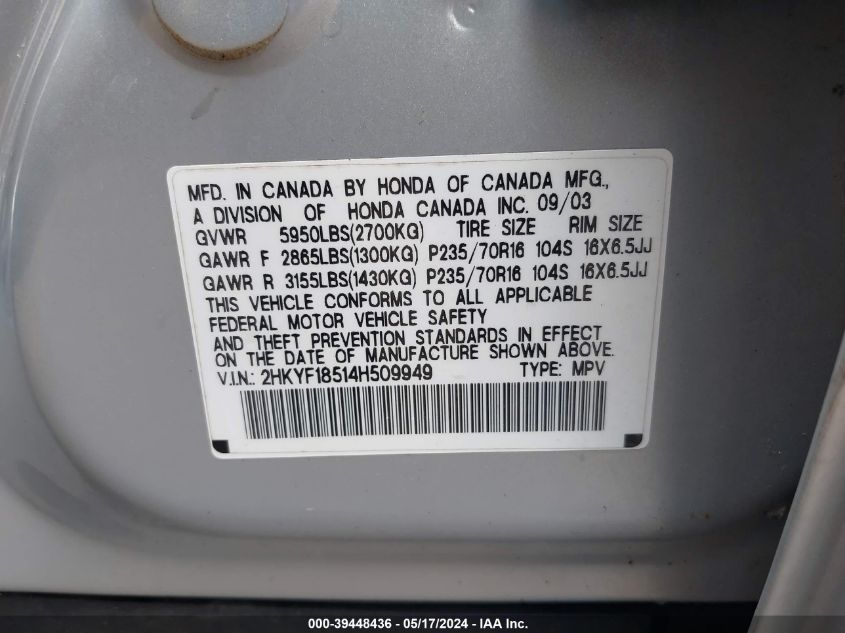 MFD. IN CANADA BY HONDA OF CANADA MFG.,
A DIVISION OF HONDA CANADA INC. 09/03
GVWR 5950LBS(2700KG) TIRE SIZE RIM SIZE
GAWR F 2865LBS(1300KG) P235/70R16 104S 16X6.5JJ
GAWR R 3155LBS(1430KG) P235/70R16 104S 16X6.5JJ
THIS VEHICLE CONFORMS TO ALL APPLICABLE
FEDERAL MOTOR VEHICLE SAFETY
AND THEFT PREVENTION STANDARDS IN EFFECT
ON THE DATE OF MANUFACTURE SHOWN ABOVE.
V.I.N.: 2HKYF18514H509949 TYPE: MPV
000-39448436 - 05/17/2024 - IAA Inc.